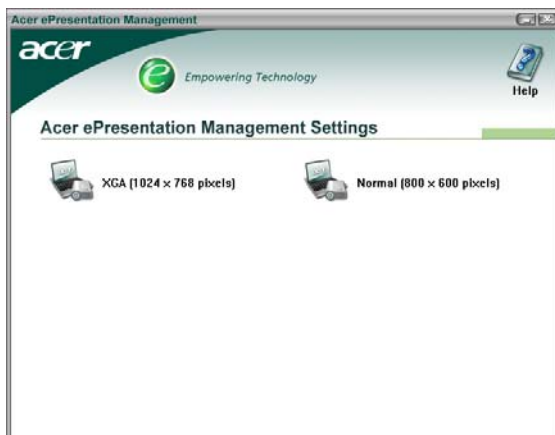 Acer ePresentation Management
acer
e Empowering Technology
Help
Acer ePresentation Management Settings
XGA (1024 x 768 pixels)
Normal (800 x 600 pixels)